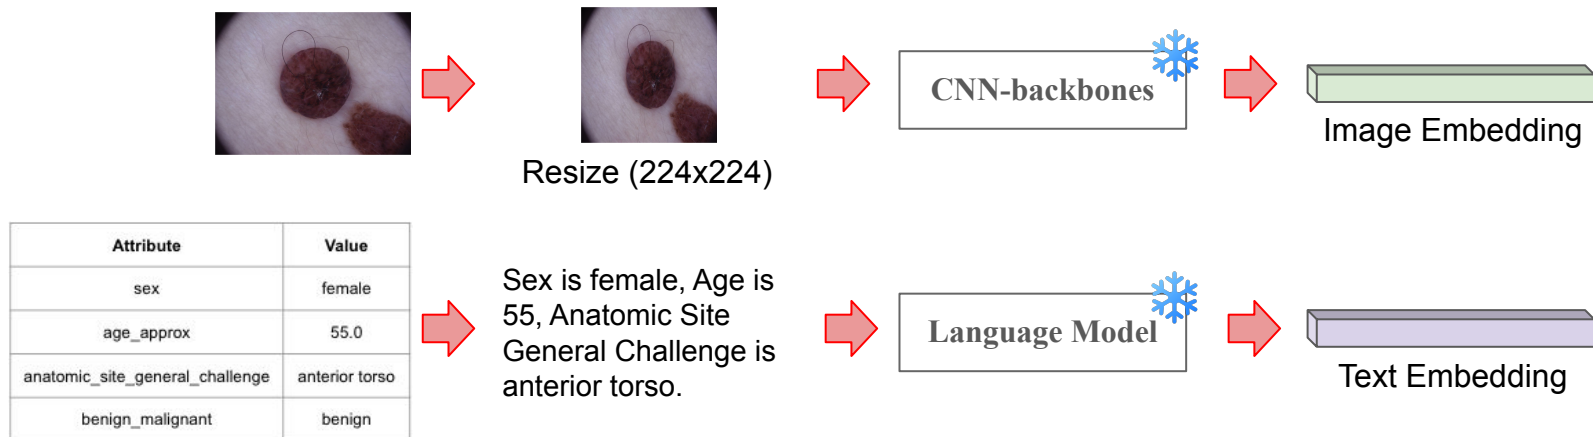 CNN-backbones
Image Embedding
Resize (224x224)
Attribute Value
sex female
age_approx 55.0
anatomic_site_general_challenge anterior torso
benign_malignant benign
Sex is female, Age is
55, Anatomic Site
General Challenge is
anterior torso.
Language Model
Text Embedding